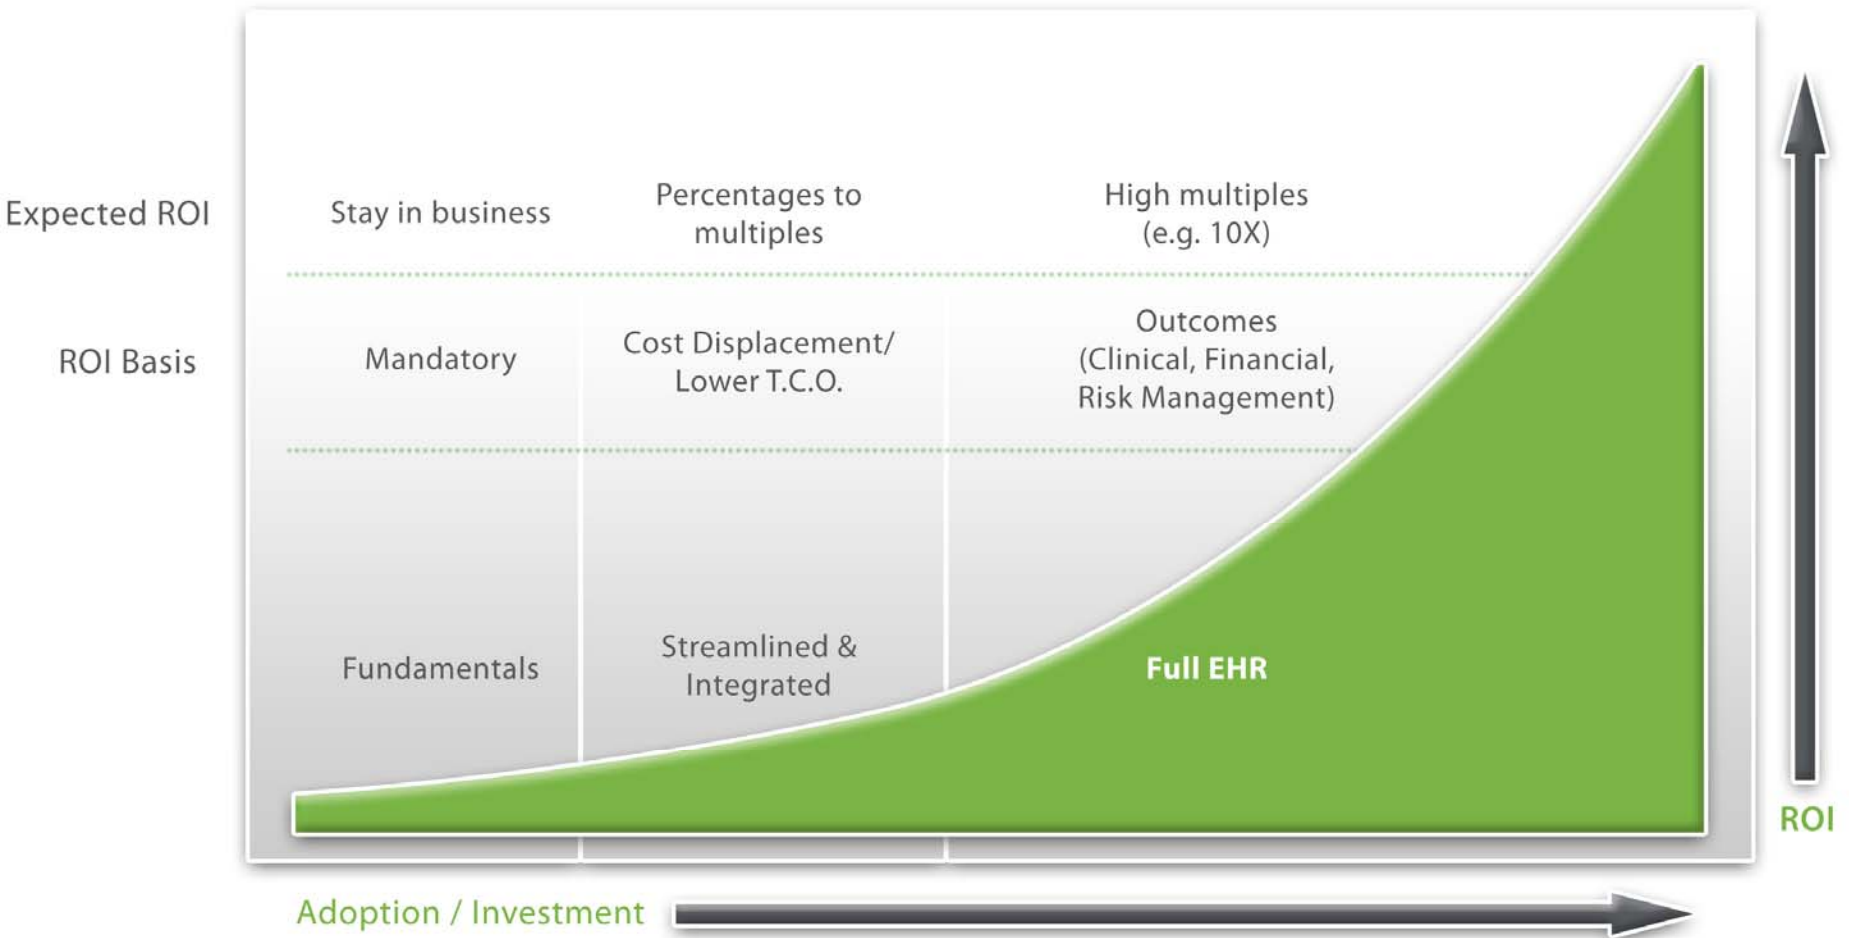 Expected ROI
Stay in business
Percentages to
multiples
High multiples
(e.g. 10X)
ROI Basis
Mandatory
Cost Displacement/
Lower T.C.O.
Outcomes
(Clinical, Financial,
Risk Management)
Fundamentals
Streamlined &
Integrated
Full EHR
ROI
Adoption / Investment